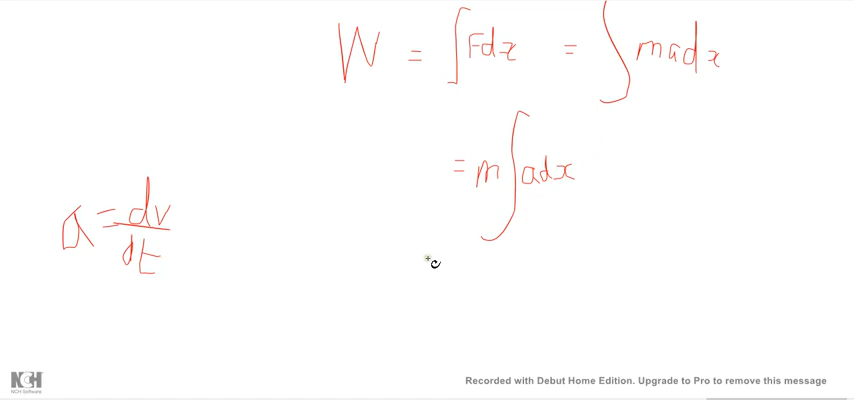 W = ∫Fdx = ∫madx
= m∫adx
a = dv/dt
NCH
NCH Software
Recorded with Debut Home Edition. Upgrade to Pro to remove this message